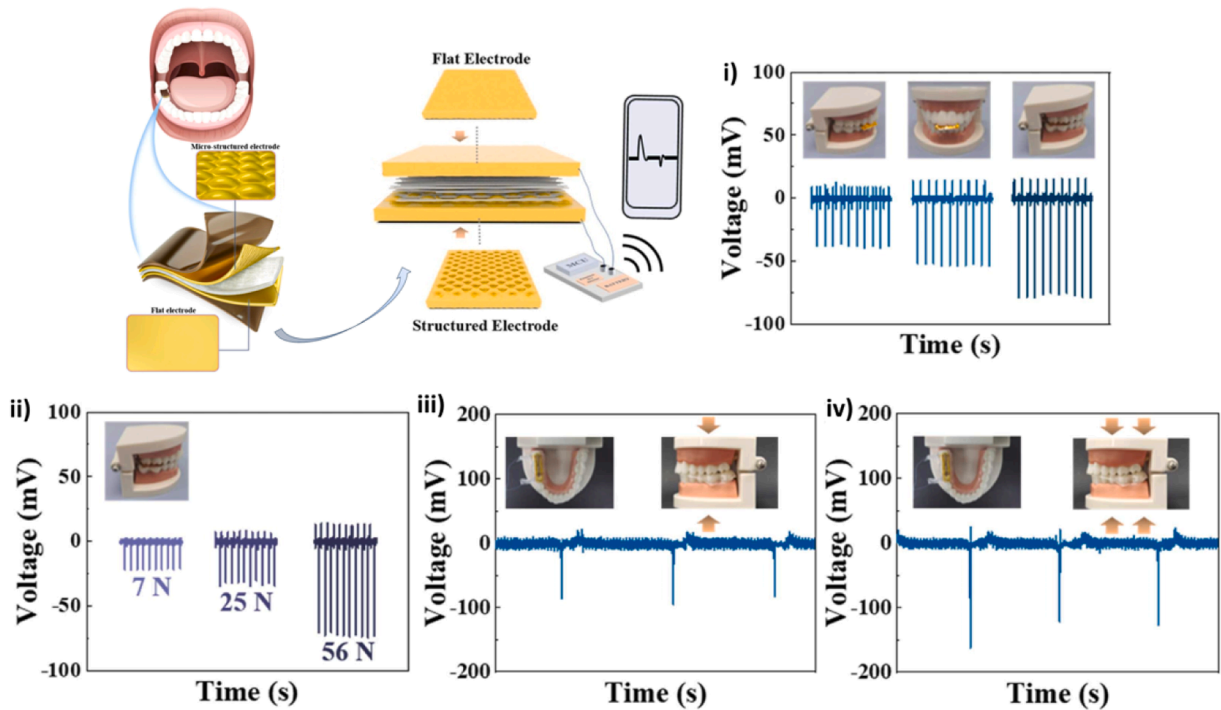 Flat Electrode
Micro-structured electrode
Flat electrode
Structured Electrode
i)
Voltage (mV)
100
50
0
-50
-100
Time (s)
ii)
Voltage (mV)
100
50
0
-50
-100
7 N
25 N
56 N
Time (s)
iii)
Voltage (mV)
200
100
0
-100
-200
Time (s)
iv)
Voltage (mV)
200
100
0
-100
-200
Time (s)